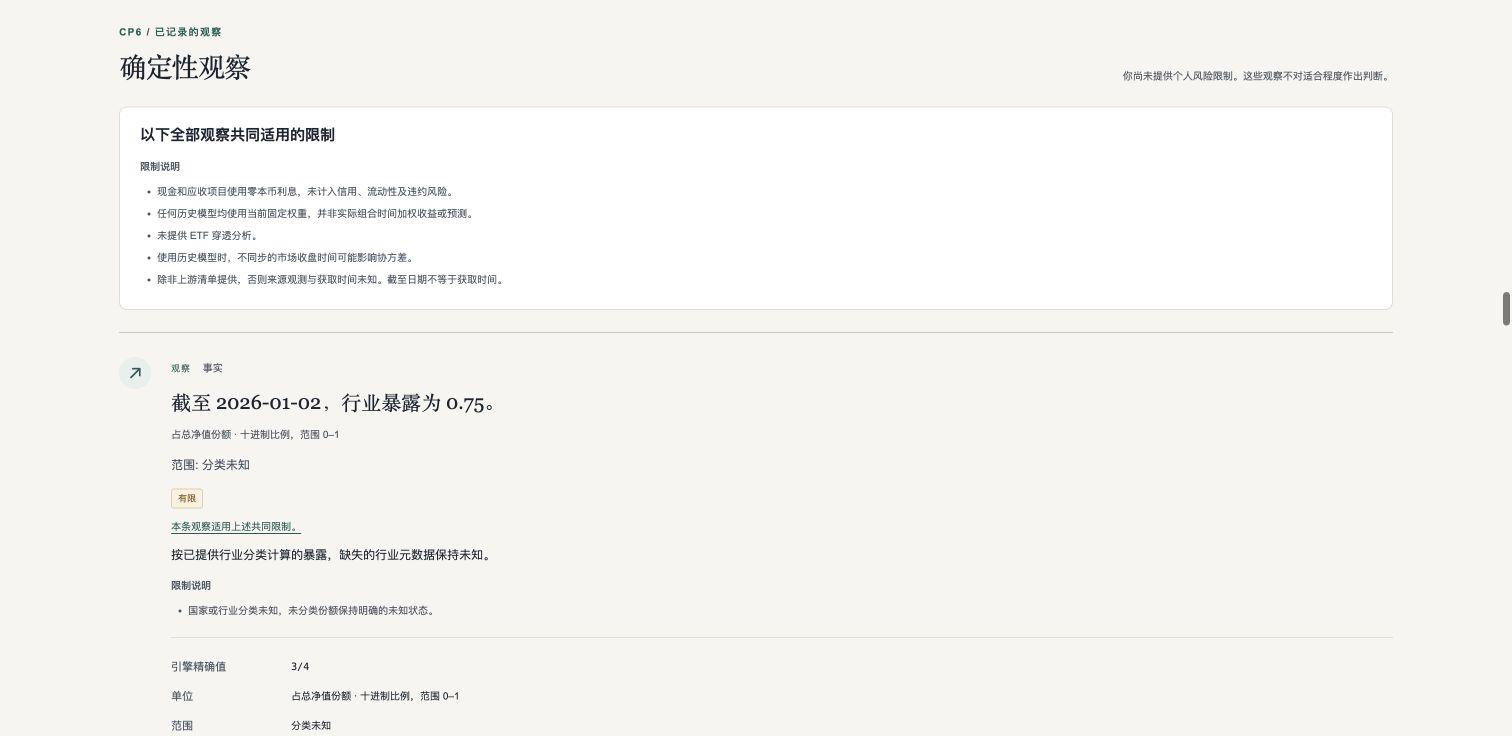 CP6 / 已记录的观察
确定性观察
你尚未提供个人风险限制。这些观察不对适合程度作出判断。
以下全部观察共同适用的限制
限制说明
• 现金和应收项目使用零本币利息，未计入信用、流动性及违约风险。
• 任何历史模型均使用当前固定权重，并非实际组合时间加权收益或预测。
• 未提供 ETF 穿透分析。
• 使用历史模型时，不同步的市场收盘时间可能影响协方差。
• 除非上游清单提供，否则来源观测与获取时间未知。截至日期不等于获取时间。
观察 事实
截至 2026-01-02，行业暴露为 0.75。
占总净值份额 · 十进制比例，范围 0–1
范围: 分类未知
有限
本条观察适用上述共同限制。
按已提供行业分类计算的暴露，缺失的行业元数据保持未知。
限制说明
• 国家或行业分类未知，未分类份额保持明确的未知状态。
引擎精确值 3/4
单位 占总净值份额 · 十进制比例，范围 0–1
范围 分类未知